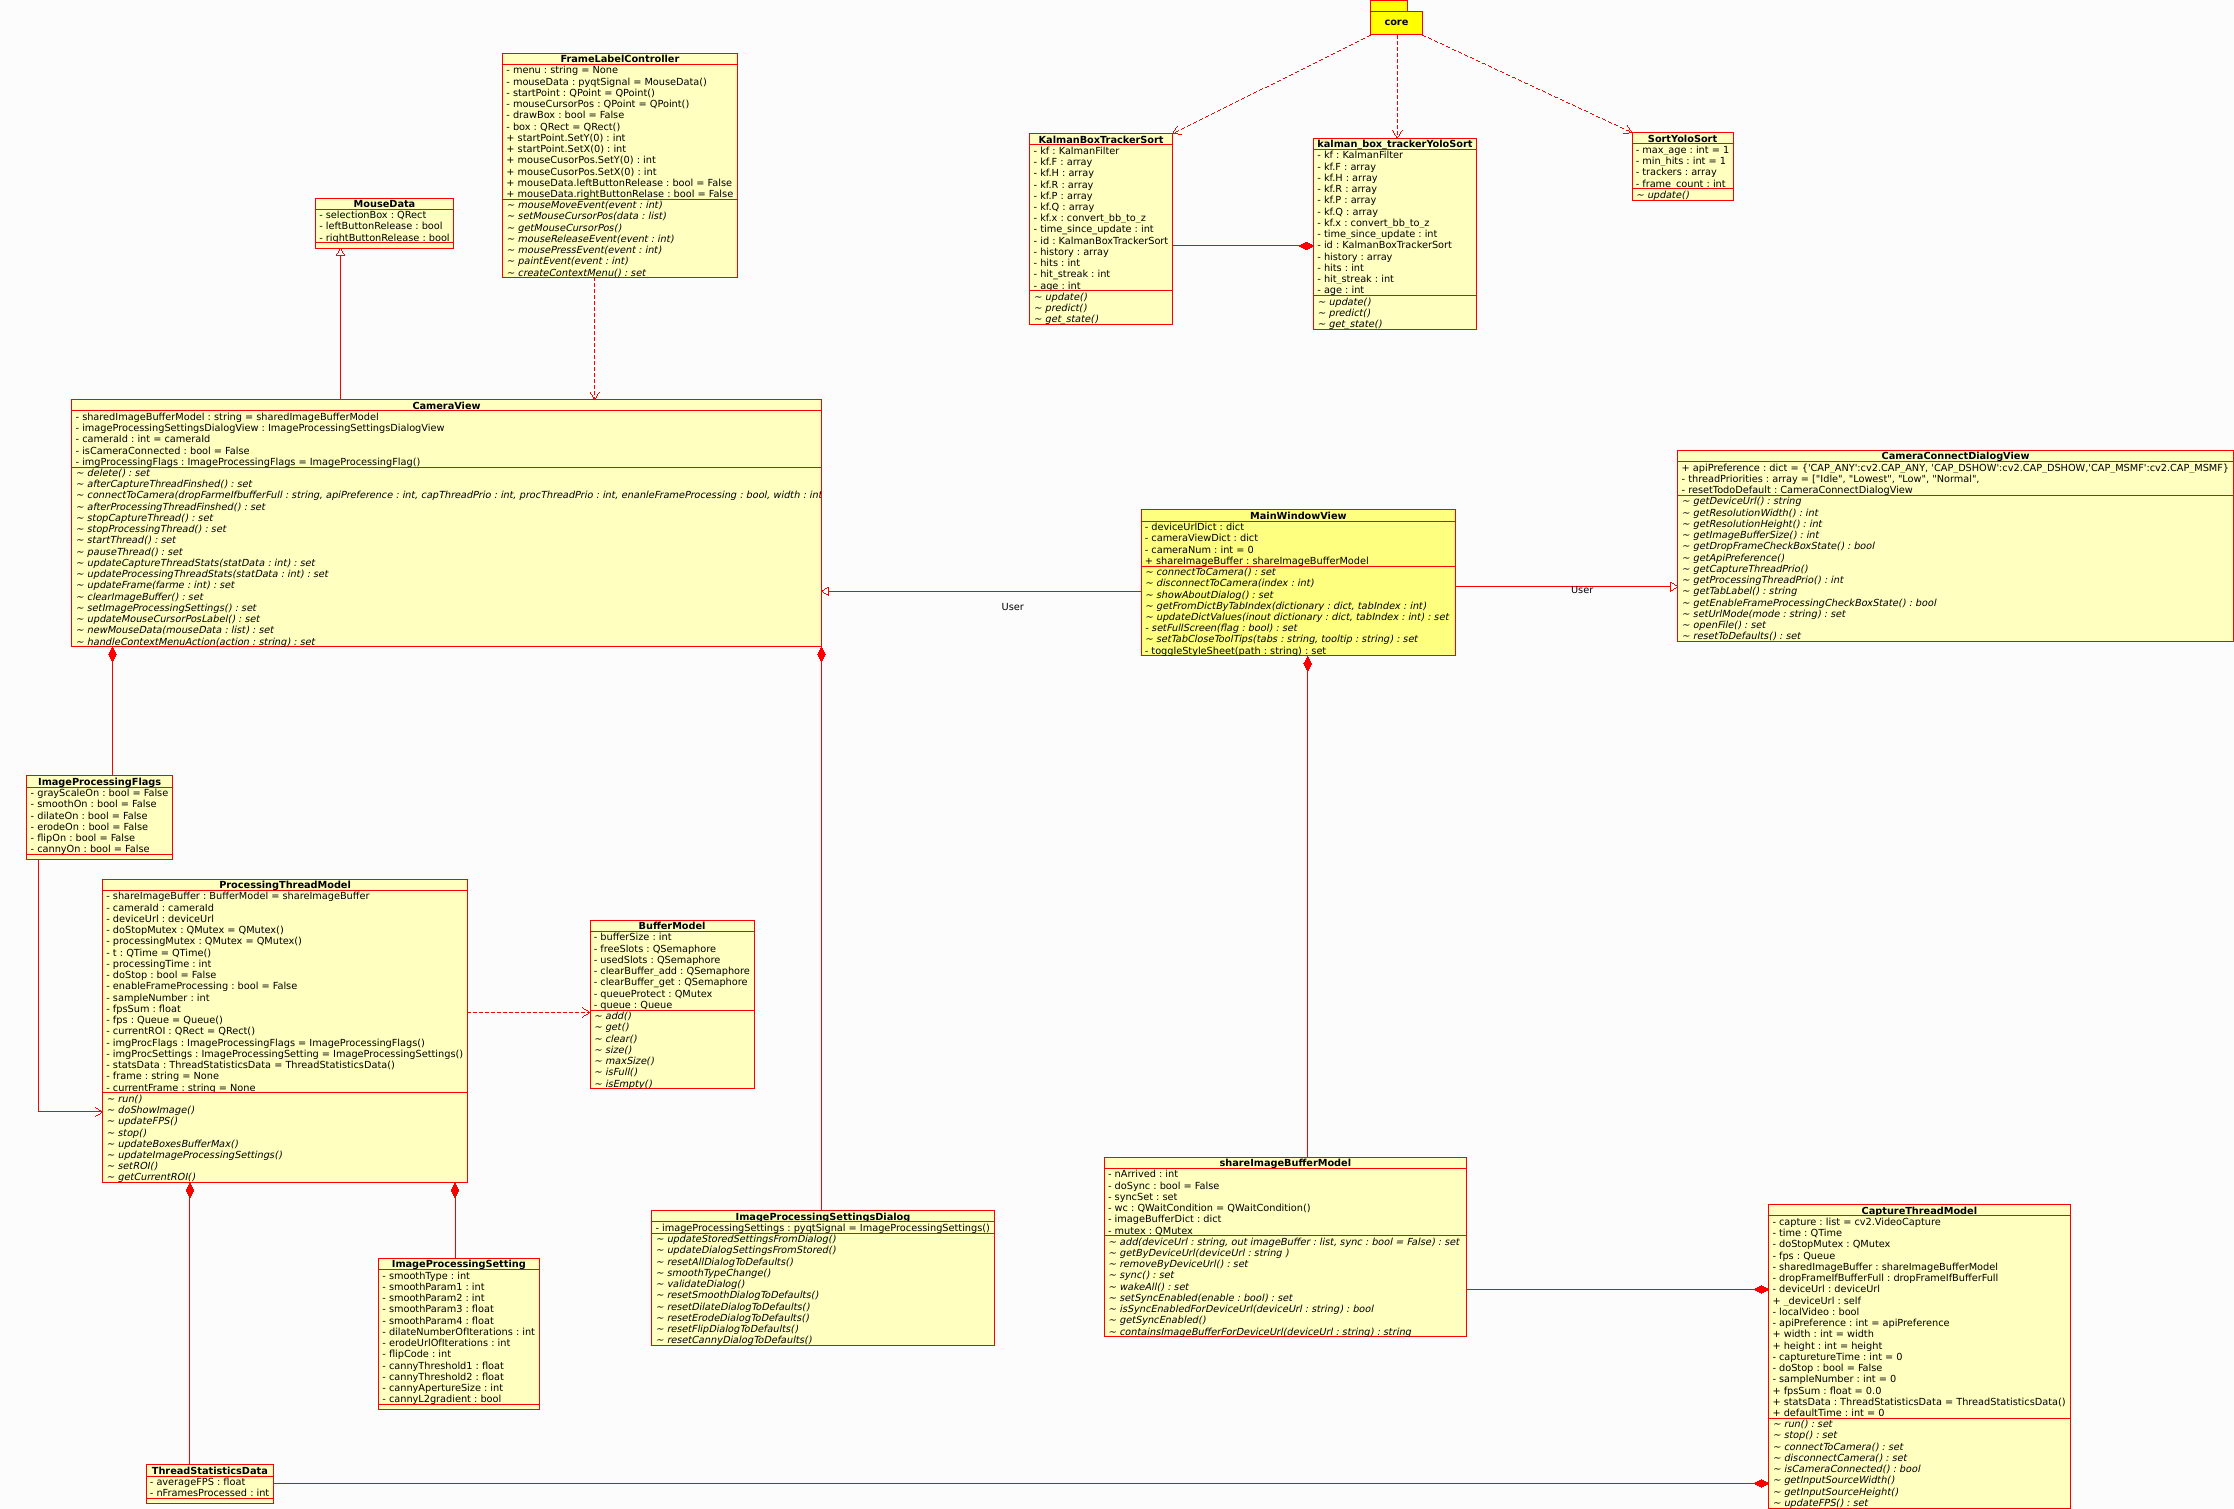 core
FrameLabelController
- menu : string = None
- mouseData : pyqtSignal = MouseData()
- startPoint : QPoint = QPoint()
- mouseCursorPos : QPoint = QPoint()
- drawBox : bool = False
- box : QRect = QRect()
+ startPoint.SetY(0) : int
+ startPoint.SetX(0) : int
+ mouseCusorPos.SetY(0) : int
+ mouseCusorPos.SetX(0) : int
+ mouseData.leftButtonRelease : bool = False
+ mouseData.rightButtonRelase : bool = False
~ mouseMoveEvent(event : int)
~ setMouseCursorPos(data : list)
~ getMouseCursorPos()
~ mouseReleaseEvent(event : int)
~ mousePressEvent(event : int)
~ paintEvent(event : int)
~ createContextMenu() : set
KalmanBoxTrackerSort
- kf : KalmanFilter
- kf.F : array
- kf.H : array
- kf.R : array
- kf.P : array
- kf.Q : array
- kf.x : convert_bb_to_z
- time_since_update : int
- id : KalmanBoxTrackerSort
- history : array
- hits : int
- hit_streak : int
- age : int
~ update()
~ predict()
~ get_state()
kalman_box_trackerYoloSort
- kf : KalmanFilter
- kf.F : array
- kf.H : array
- kf.R : array
- kf.P : array
- kf.Q : array
- kf.x : convert_bb_to_z
- time_since_update : int
- id : KalmanBoxTrackerSort
- history : array
- hits : int
- hit_streak : int
- age : int
~ update()
~ predict()
~ get_state()
SortYoloSort
- max_age : int = 1
- min_hits : int = 1
- trackers : array
- frame_count : int
~ update()
MouseData
- selectionBox : QRect
- leftButtonRelease : bool
- rightButtonRelease : bool
CameraView
- sharedImageBufferModel : string = sharedImageBufferModel
- imageProcessingSettingsDialogView : ImageProcessingSettingsDialogView
- cameraId : int = cameraId
- isCameraConnected : bool = False
- imgProcessingFlags : ImageProcessingFlags = ImageProcessingFlag()
~ delete() : set
~ afterCaptureThreadFinshed() : set
~ connectToCamera(dropFarmeIfbufferFull : string, apiPreference : int, capThreadPrio : int, procThreadPrio : int, enanleFrameProcessing : bool, width : int
~ afterProcessingThreadFinshed() : set
~ stopCaptureThread() : set
~ stopProcessingThread() : set
~ startThread() : set
~ pauseThread() : set
~ updateCaptureThreadStats(statData : int) : set
~ updateProcessingThreadStats(statData : int) : set
~ updateFrame(farme : int) : set
~ clearImageBuffer() : set
~ setImageProcessingSettings() : set
~ updateMouseCursorPosLabel() : set
~ newMouseData(mouseData : list) : set
~ handleContextMenuAction(action : string) : set
User
MainWindowView
- deviceUrlDict : dict
- cameraViewDict : dict
- cameraNum : int = 0
+ shareImageBuffer : shareImageBufferModel
~ connectToCamera() : set
~ disconnectToCamera(index : int)
~ showAboutDialog() : set
~ getFromDictByTabIndex(dictionary : dict, tabIndex : int)
~ updateDictValues(inout dictionary : dict, tabIndex : int) : set
- setFullScreen(flag : bool) : set
~ setTabCloseToolTips(tabs : string, tooltip : string) : set
- toggleStyleSheet(path : string) : set
User
CameraConnectDialogView
+ apiPreference : dict = {'CAP_ANY':cv2.CAP_ANY, 'CAP_DSHOW':cv2.CAP_DSHOW,'CAP_MSMF':cv2.CAP_MSMF}
- threadPriorities : array = ["Idle", "Lowest", "Low", "Normal",
- resetTodoDefault : CameraConnectDialogView
~ getDeviceUrl() : string
~ getResolutionWidth() : int
~ getResolutionHeight() : int
~ getImageBufferSize() : int
~ getDropFrameCheckBoxState() : bool
~ getApiPreference()
~ getCaptureThreadPrio()
~ getProcessingThreadPrio() : int
~ getTabLabel() : string
~ getEnableFrameProcessingCheckBoxState() : bool
~ setUrlMode(mode : string) : set
~ openFile() : set
~ resetToDefaults() : set
ImageProcessingFlags
- grayScaleOn : bool = False
- smoothOn : bool = False
- dilateOn : bool = False
- erodeOn : bool = False
- flipOn : bool = False
- cannyOn : bool = False
ProcessingThreadModel
- shareImageBuffer : BufferModel = shareImageBuffer
- cameraId : cameraId
- deviceUrl : deviceUrl
- doStopMutex : QMutex = QMutex()
- processingMutex : QMutex = QMutex()
- t : QTime = QTime()
- processingTime : int
- doStop : bool = False
- enableFrameProcessing : bool = False
- sampleNumber : int
- fpsSum : float
- fps : Queue = Queue()
- currentROI : QRect = QRect()
- imgProcFlags : ImageProcessingFlags = ImageProcessingFlags()
- imgProcSettings : ImageProcessingSetting = ImageProcessingSettings()
- statsData : ThreadStatisticsData = ThreadStatisticsData()
- frame : string = None
- currentFrame : string = None
~ run()
~ doShowImage()
~ updateFPS()
~ stop()
~ updateBoxesBufferMax()
~ updateImageProcessingSettings()
~ setROI()
~ getCurrentROI()
BufferModel
- bufferSize : int
- freeSlots : QSemaphore
- usedSlots : QSemaphore
- clearBuffer_add : QSemaphore
- clearBuffer_get : QSemaphore
- queueProtect : QMutex
- queue : Queue
~ add()
~ get()
~ clear()
~ size()
~ maxSize()
~ isFull()
~ isEmpty()
ImageProcessingSetting
- smoothType : int
- smoothParam1 : int
- smoothParam2 : int
- smoothParam3 : float
- smoothParam4 : float
- dilateNumberOfIterations : int
- erodeUrlOfIterations : int
- flipCode : int
- cannyThreshold1 : float
- cannyThreshold2 : float
- cannyApertureSize : int
- cannyL2gradient : bool
ImageProcessingSettingsDialog
- imageProcessingSettings : pyqtSignal = ImageProcessingSettings()
~ updateStoredSettingsFromDialog()
~ updateDialogSettingsFromStored()
~ resetAllDialogToDefaults()
~ smoothTypeChange()
~ validateDialog()
~ resetSmoothDialogToDefaults()
~ resetDilateDialogToDefaults()
~ resetErodeDialogToDefaults()
~ resetFlipDialogToDefaults()
~ resetCannyDialogToDefaults()
shareImageBufferModel
- nArrived : int
- doSync : bool = False
- syncSet : set
- wc : QWaitCondition = QWaitCondition()
- imageBufferDict : dict
- mutex : QMutex
~ add(deviceUrl : string, out imageBuffer : list, sync : bool = False) : set
~ getByDeviceUrl(deviceUrl : string )
~ removeByDeviceUrl() : set
~ sync() : set
~ wakeAll() : set
~ setSyncEnabled(enable : bool) : set
~ isSyncEnabledForDeviceUrl(deviceUrl : string) : bool
~ getSyncEnabled()
~ containsImageBufferForDeviceUrl(deviceUrl : string) : string
CaptureThreadModel
- capture : list = cv2.VideoCapture
- time : QTime
- doStopMutex : QMutex
- fps : Queue
- sharedImageBuffer : shareImageBufferModel
- dropFrameIfBufferFull : dropFrameIfBufferFull
- deviceUrl : deviceUrl
+ _deviceUrl : self
- localVideo : bool
- apiPreference : int = apiPreference
+ width : int = width
+ height : int = height
- capturetureTime : int = 0
- doStop : bool = False
- sampleNumber : int = 0
+ fpsSum : float = 0.0
+ statsData : ThreadStatisticsData = ThreadStatisticsData()
+ defaultTime : int = 0
~ run() : set
~ stop() : set
~ connectToCamera() : set
~ disconnectCamera() : set
~ isCameraConnected() : bool
~ getInputSourceWidth()
~ getInputSourceHeight()
~ updateFPS() : set
ThreadStatisticsData
- averageFPS : float
- nFramesProcessed : int